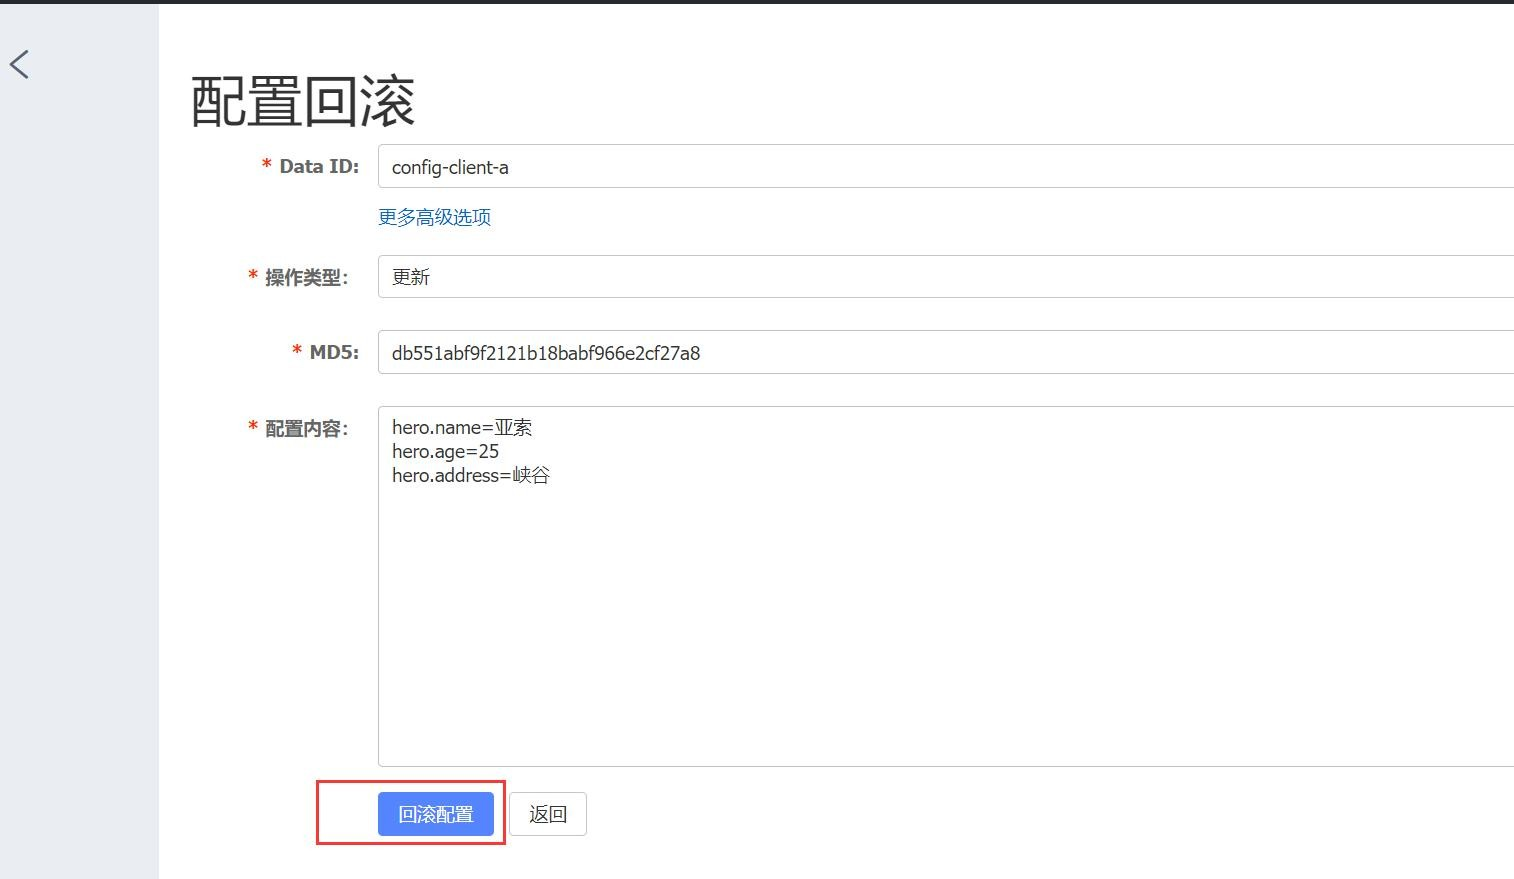 配置回滚
* Data ID: config-client-a
更多高级选项
* 操作类型: 更新
* MD5: db551abf9f2121b18babf966e2cf27a8
* 配置内容: hero.name=亚索
hero.age=25
hero.address=峡谷
回滚配置 返回